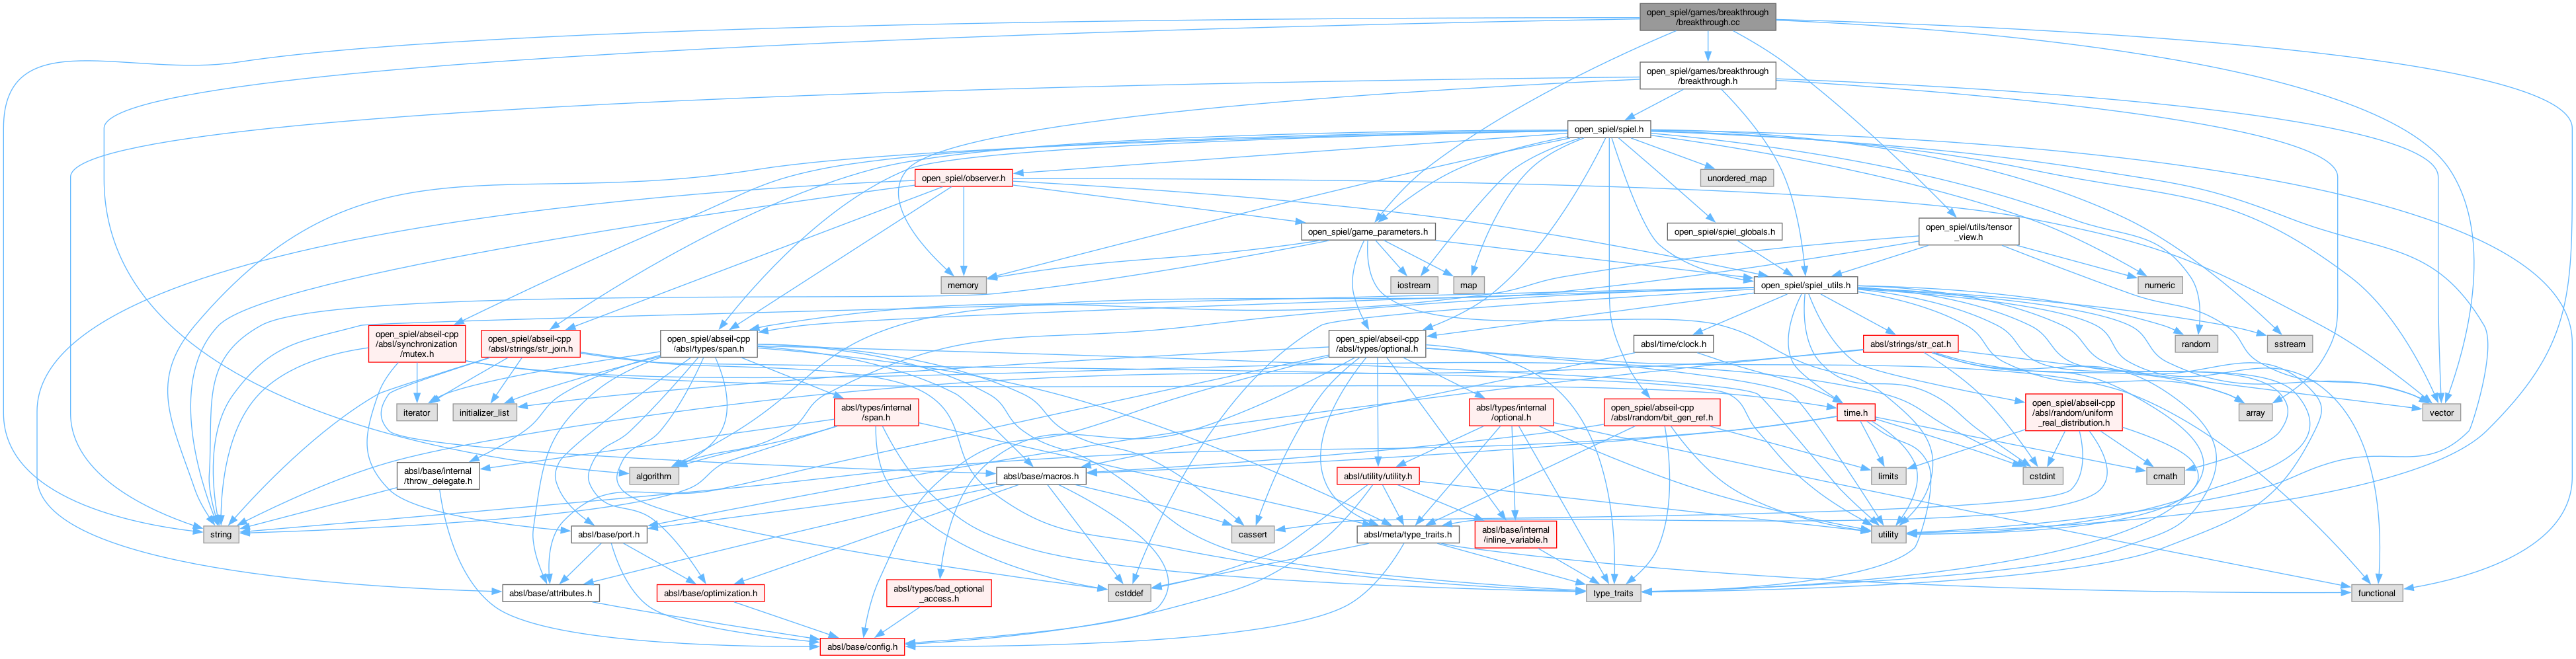 open_spiel/games/breakthrough
/breakthrough.cc
open_spiel/games/breakthrough
/breakthrough.h
open_spiel/spiel.h
open_spiel/observer.h
unordered_map
open_spiel/game_parameters.h
open_spiel/spiel_globals.h
open_spiel/utils/tensor
_view.h
memory
iostream
map
open_spiel/spiel_utils.h
numeric
open_spiel/abseil-cpp
/absl/synchronization
/mutex.h
open_spiel/abseil-cpp
/absl/strings/str_join.h
open_spiel/abseil-cpp
/absl/types/span.h
open_spiel/abseil-cpp
/absl/types/optional.h
absl/time/clock.h
absl/strings/str_cat.h
random
sstream
iterator
initializer_list
absl/types/internal
/span.h
absl/types/internal
/optional.h
open_spiel/abseil-cpp
/absl/random/bit_gen_ref.h
time.h
open_spiel/abseil-cpp
/absl/random/uniform
_real_distribution.h
array
vector
absl/base/internal
/throw_delegate.h
algorithm
absl/base/macros.h
absl/utility/utility.h
limits
cstdint
cmath
string
absl/base/port.h
cassert
absl/meta/type_traits.h
absl/base/internal
/inline_variable.h
utility
absl/base/attributes.h
absl/base/optimization.h
absl/types/bad_optional
_access.h
cstddef
type_traits
functional
absl/base/config.h